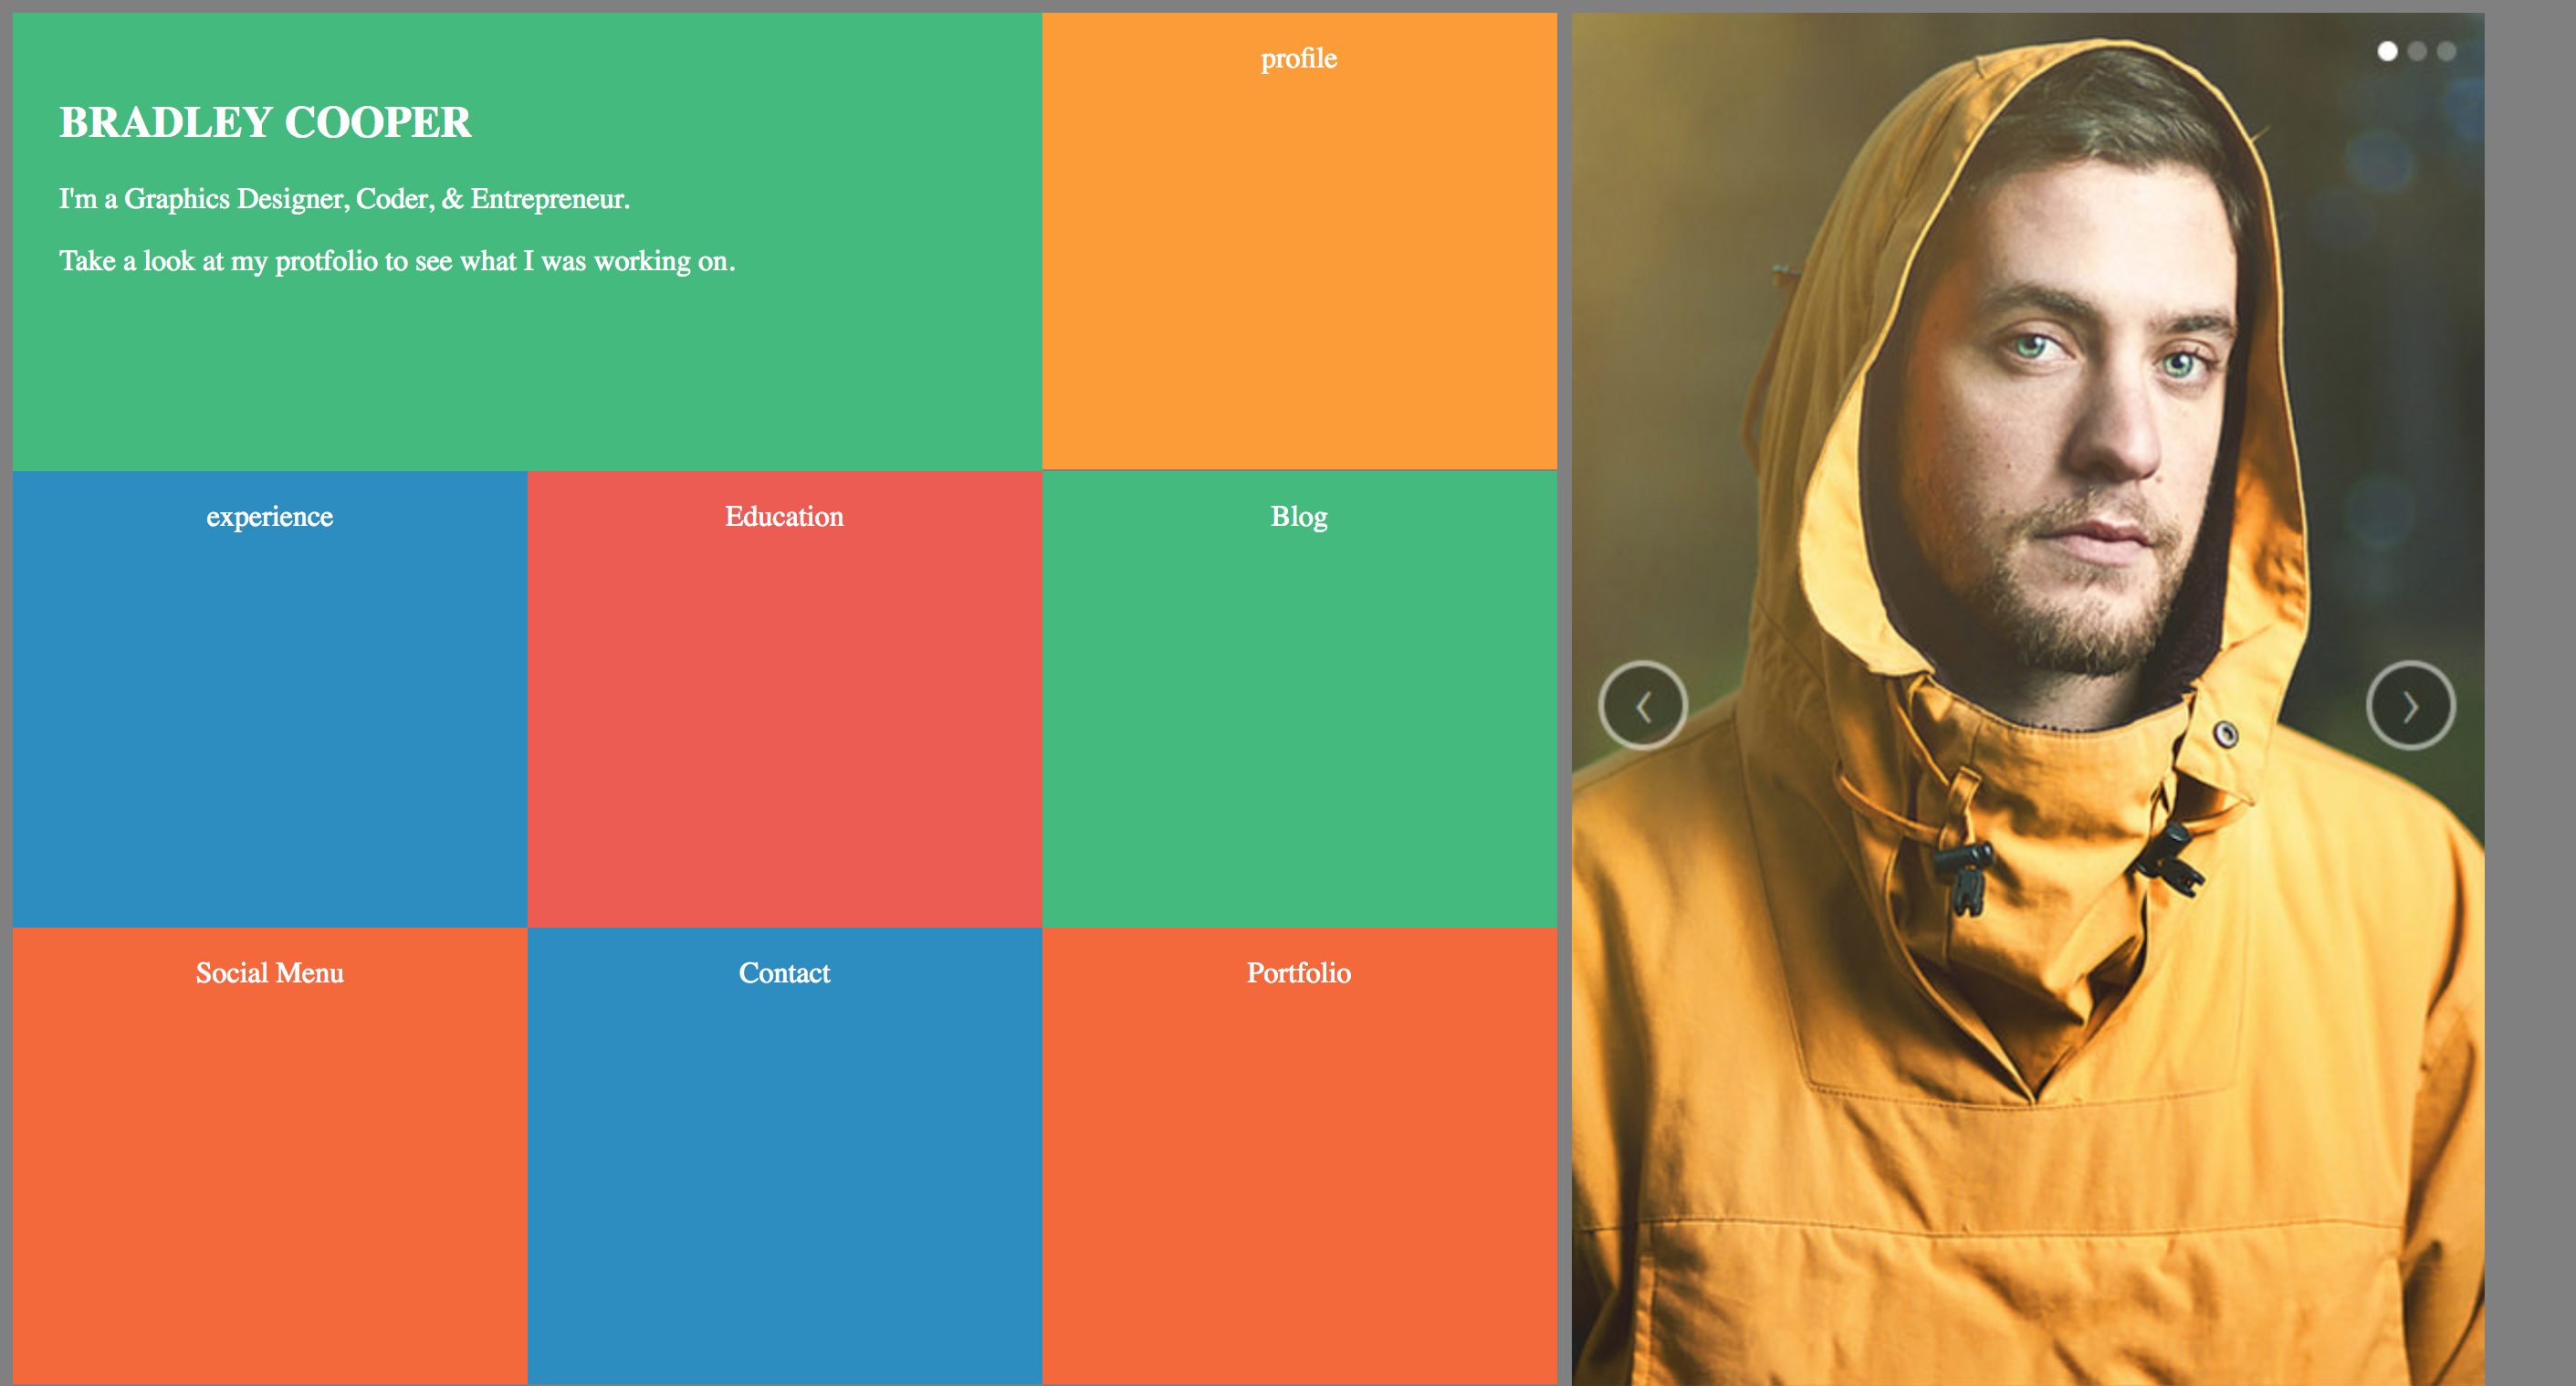 BRADLEY COOPER
I'm a Graphics Designer, Coder, & Entrepreneur.
Take a look at my protfolio to see what I was working on.
profile
experience
Education
Blog
Social Menu
Contact
Portfolio